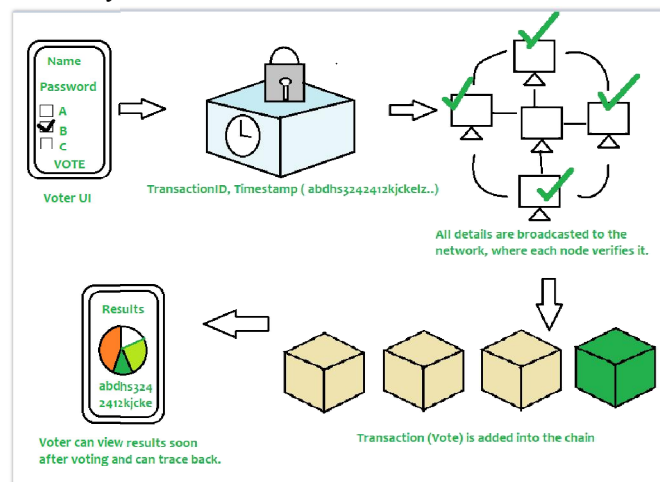 Name
Password
A
B
C
VOTE
Voter UI
TransactionID, Timestamp ( abdhs3242412kjckelz..)
All details are broadcasted to the
network, where each node verifies it.
Results
abdhs324
2412kjcke
Voter can view results soon
after voting and can trace back.
Transaction (Vote) is added into the chain